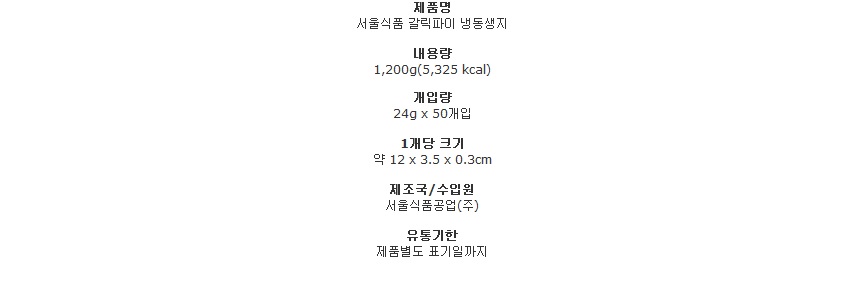 제품명
서울식품 갈릭파이 냉동생지
내용량
1,200g(5,325 kcal)
개입량
24g x 50개입
1개당 크기
약 12 x 3.5 x 0.3cm
제조국/수입원
서울식품공업(주)
유통기한
제품별도 표기일까지